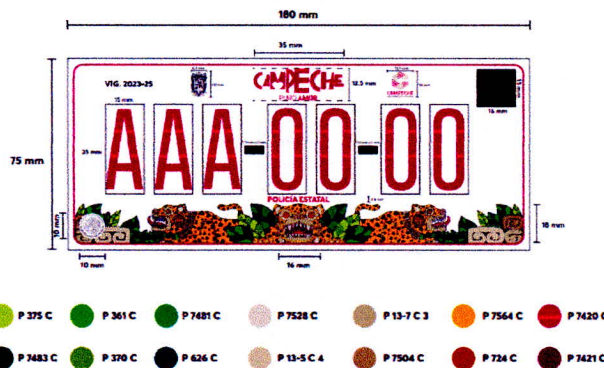 180 mm
35 mm
VIG. 2023-25
CAMPECHE
12.5 mm
15 mm
16 mm
75 mm
25 mm
AAA-00-00
POLICÍA ESTATAL
10 mm
18 mm
10 mm
16 mm
P 375 C P 361 C P 7481 C P 7528 C P 13-7 C 3 P 7564 C P 7420 C
P 7483 C P 370 C P 626 C P 13-5 C 4 P 7504 C P 724 C P 7421 C